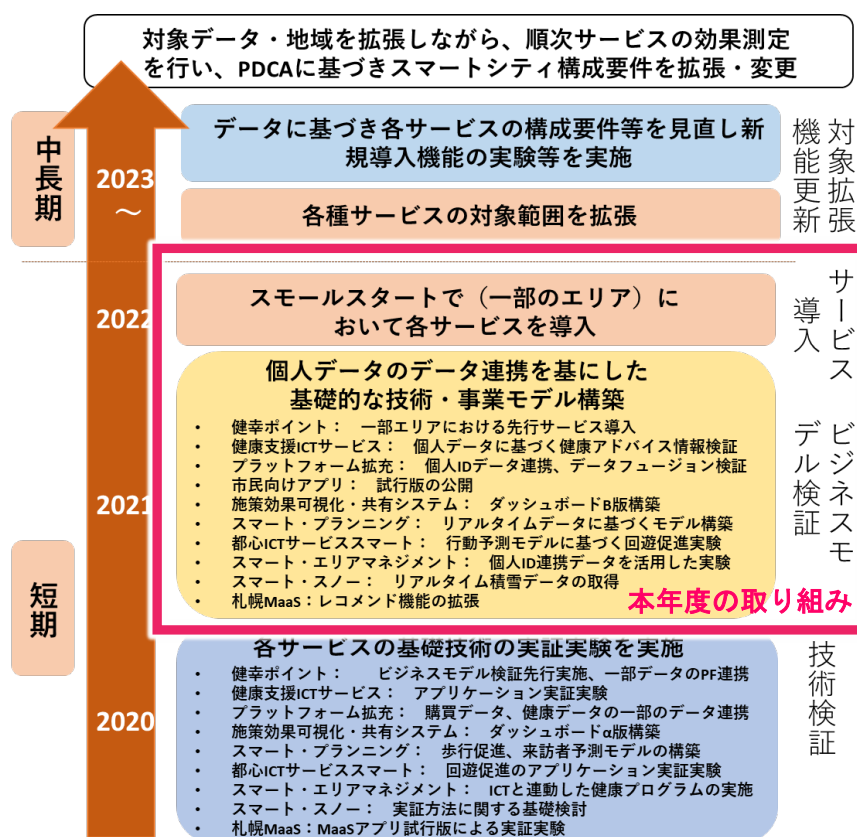 対象データ・地域を拡張しながら、順次サービスの効果測定
を行い、PDCAに基づきスマートシティ構成要件を拡張・変更
中長期
2023
～
データに基づき各サービスの構成要件等を見直し新
規導入機能の実験等を実施
各種サービスの対象範囲を拡張
対象拡張
機能更新
2022
スモールスタートで（一部のエリア）に
おいて各サービスを導入
サービス
導入
短期
2021
個人データのデータ連携を基にした
基礎的な技術・事業モデル構築
• 健幸ポイント： 一部エリアにおける先行サービス導入
• 健康支援ICTサービス： 個人データに基づく健康アドバイス情報検証
• プラットフォーム拡充： 個人IDデータ連携、データフュージョン検証
• 市民向けアプリ： 試行版の公開
• 施策効果可視化・共有システム： ダッシュボードB版構築
• スマート・プランニング： リアルタイムデータに基づくモデル構築
• 都心ICTサービススマート： 行動予測モデルに基づく回遊促進実験
• スマート・エリアマネジメント： 個人ID連携データを活用した実験
• スマート・スノー： リアルタイム積雪データの取得
• 札幌MaaS：レコメンド機能の拡張
ビジネスモ
デル検証
本年度の取り組み
2020
各サービスの基礎技術の実証実験を実施
• 健幸ポイント： ビジネスモデル検証先行実施、一部データのPF連携
• 健康支援ICTサービス： アプリケーション実証実験
• プラットフォーム拡充： 購買データ、健康データの一部のデータ連携
• 施策効果可視化・共有システム： ダッシュボードα版構築
• スマート・プランニング： 歩行促進、来訪者予測モデルの構築
• 都心ICTサービススマート： 回遊促進のアプリケーション実証実験
• スマート・エリアマネジメント： ICTと連動した健康プログラムの実施
• スマート・スノー： 実証方法に関する基礎検討
• 札幌MaaS：MaaSアプリ試行版による実証実験
技術検証